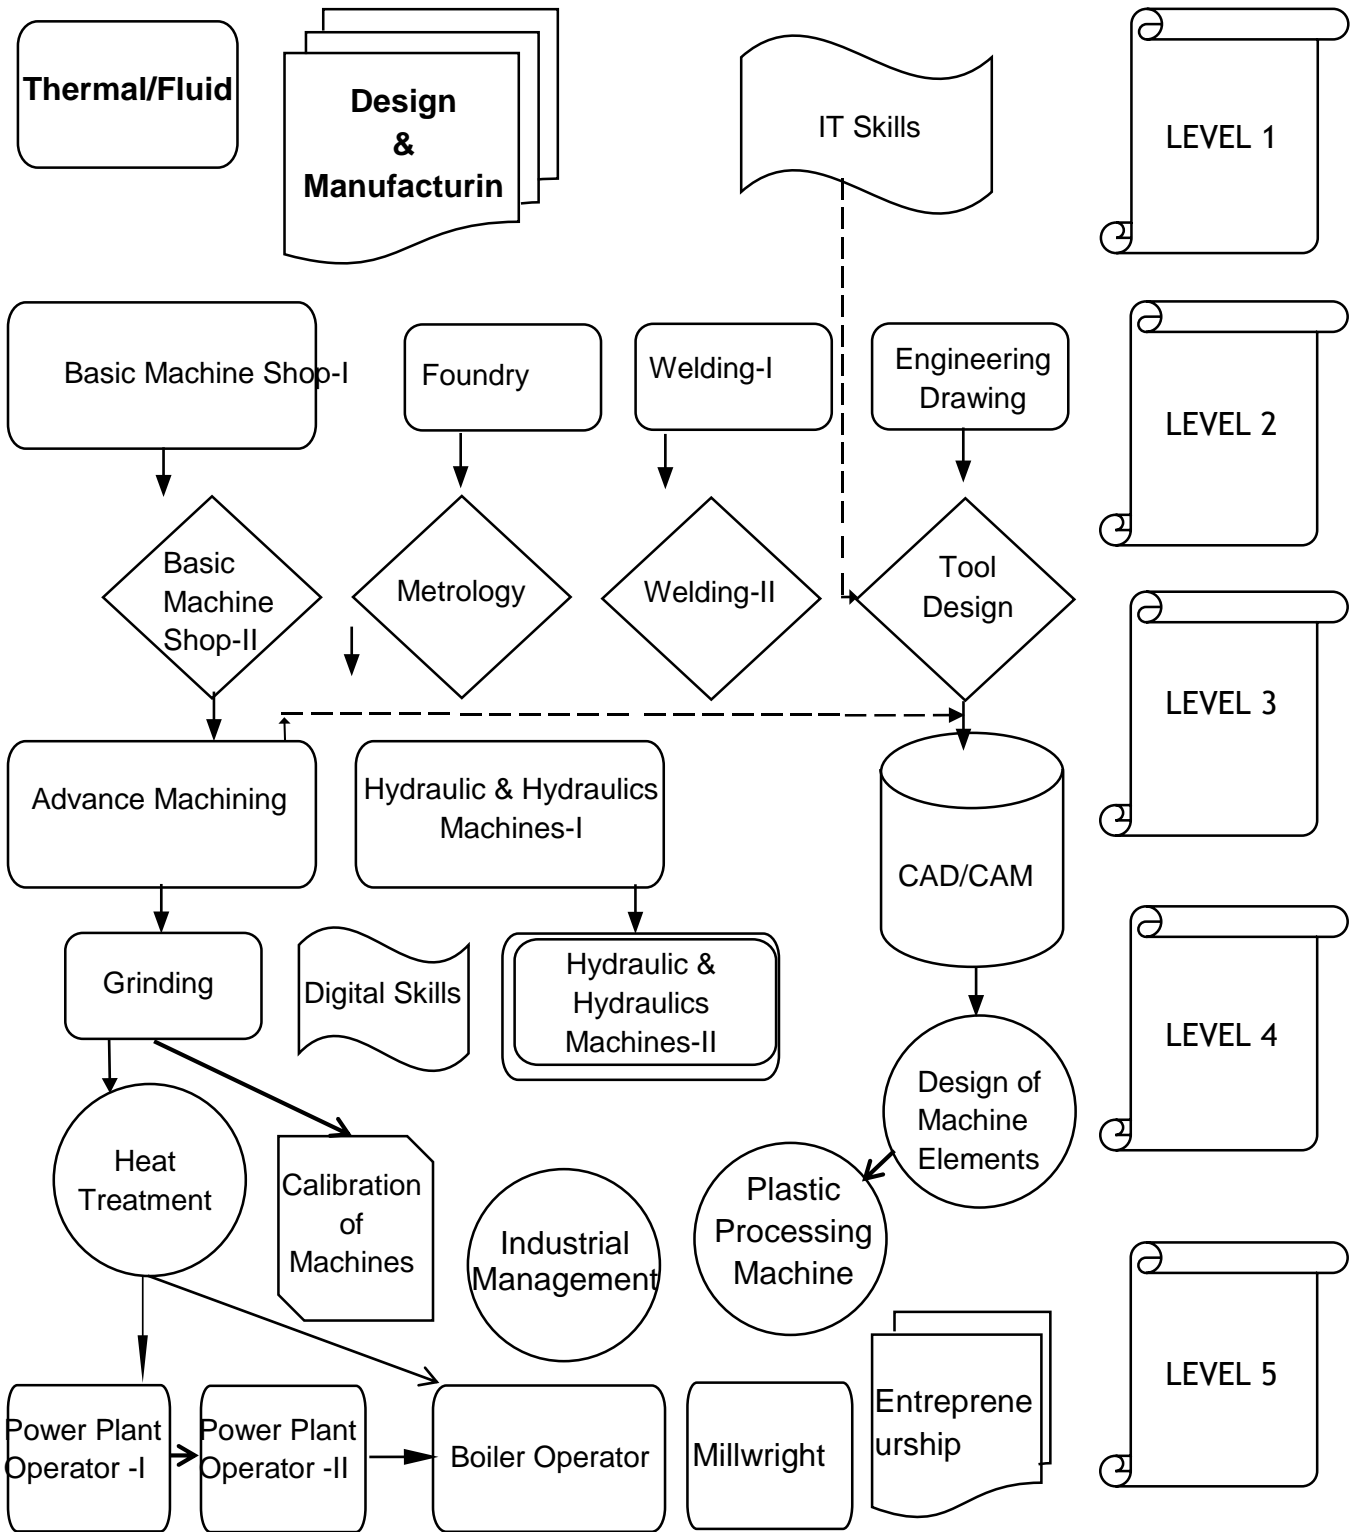 Thermal/Fluid
Design
&
Manufacturin
IT Skills
LEVEL 1
Basic Machine Shop-I
Foundry
Welding-I
Engineering
Drawing
LEVEL 2
Basic
Machine
Shop-II
Metrology
Welding-II
Tool
Design
LEVEL 3
Advance Machining
Hydraulic & Hydraulics
Machines-I
CAD/CAM
Grinding
Digital Skills
Hydraulic &
Hydraulics
Machines-II
LEVEL 4
Design of
Machine
Elements
Heat
Treatment
Calibration
of
Machines
Industrial
Management
Plastic
Processing
Machine
LEVEL 5
Power Plant
Operator -I
Power Plant
Operator -II
Boiler Operator
Millwright
Entreprene
urship